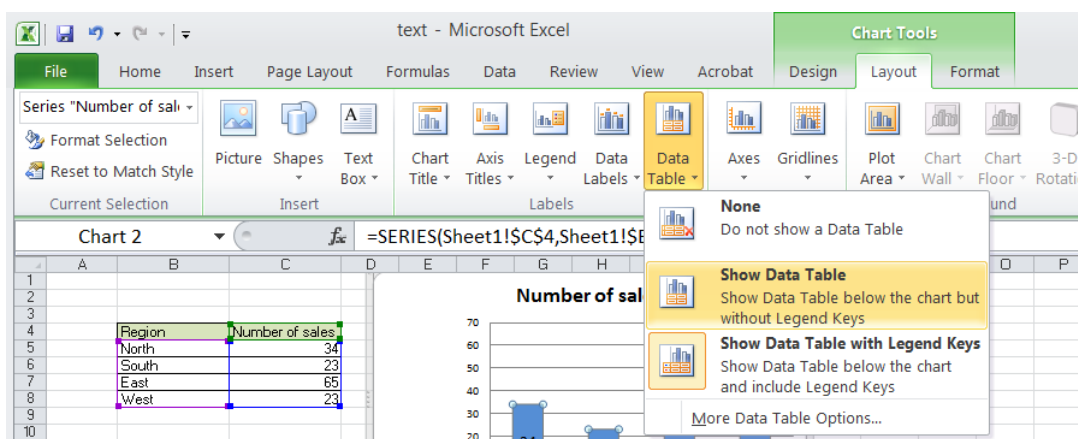 text - Microsoft Excel
Chart Tools
File Home Insert Page Layout Formulas Data Review View Acrobat Design Layout Format
Series "Number of sal
Format Selection
Reset to Match Style
Current Selection
Picture Shapes Text Box
Insert
Chart Title Axis Titles Legend Data Labels Data Table
Labels
Axes Gridlines
Plot Area Chart Wall Chart Floor 3-D
Chart 2 fx =SERIES(Sheet1!$C$4,Sheet1!$
None
Do not show a Data Table
Show Data Table
Show Data Table below the chart but
without Legend Keys
Show Data Table with Legend Keys
Show Data Table below the chart
and include Legend Keys
More Data Table Options...
A B C D E F G H O P
1
2
3
4 Region Number of sales
5 North 34
6 South 23
7 East 65
8 West 23
9
10
Number of sal
70
60
50
40
30
20